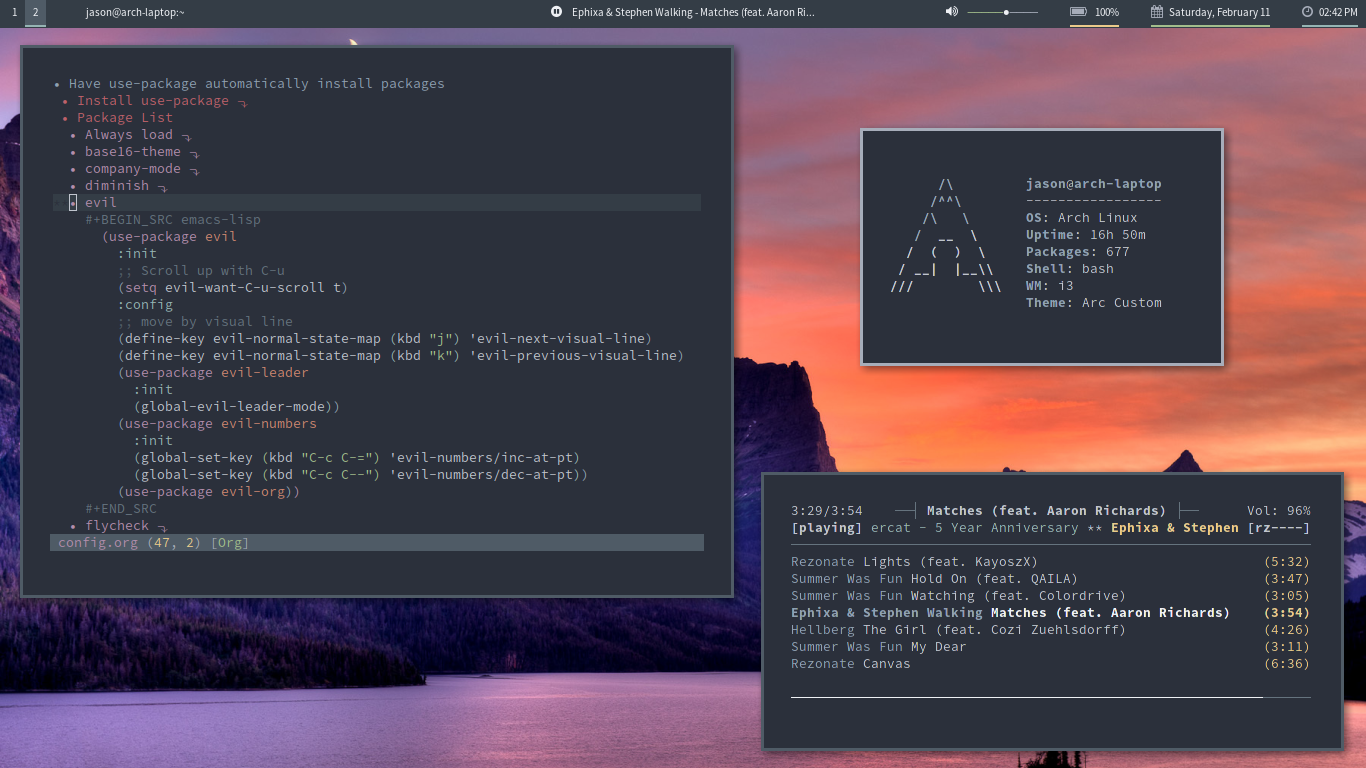 1 2 jason@arch-laptop:~ Ephixa & Stephen Walking - Matches (feat. Aaron Ri... 100% Saturday, February 11 02:42 PM
• Have use-package automatically install packages
• Install use-package
• Package List
• Always load
• base16-theme
• company-mode
• diminish
• evil
#+BEGIN_SRC emacs-lisp
(use-package evil
:init
;; Scroll up with C-u
(setq evil-want-C-u-scroll t)
:config
;; move by visual line
(define-key evil-normal-state-map (kbd "j") 'evil-next-visual-line)
(define-key evil-normal-state-map (kbd "k") 'evil-previous-visual-line)
(use-package evil-leader
:init
(global-evil-leader-mode))
(use-package evil-numbers
:init
(global-set-key (kbd "C-c C-=") 'evil-numbers/inc-at-pt)
(global-set-key (kbd "C-c C--") 'evil-numbers/dec-at-pt))
(use-package evil-org))
#+END_SRC
• flycheck
config.org (47, 2) [Org]
jason@arch-laptop
-----------------
OS: Arch Linux
Uptime: 16h 50m
Packages: 677
Shell: bash
WM: i3
Theme: Arc Custom
3:29/3:54 ──┤ Matches (feat. Aaron Richards) ├── Vol: 96%
[playing] ercat - 5 Year Anniversary ** Ephixa & Stephen [rz----]
Rezonate Lights (feat. KayoszX) (5:32)
Summer Was Fun Hold On (feat. QAILA) (3:47)
Summer Was Fun Watching (feat. Colordrive) (3:05)
Ephixa & Stephen Walking Matches (feat. Aaron Richards) (3:54)
Hellberg The Girl (feat. Cozi Zuehlsdorff) (4:26)
Summer Was Fun My Dear (3:11)
Rezonate Canvas (6:36)